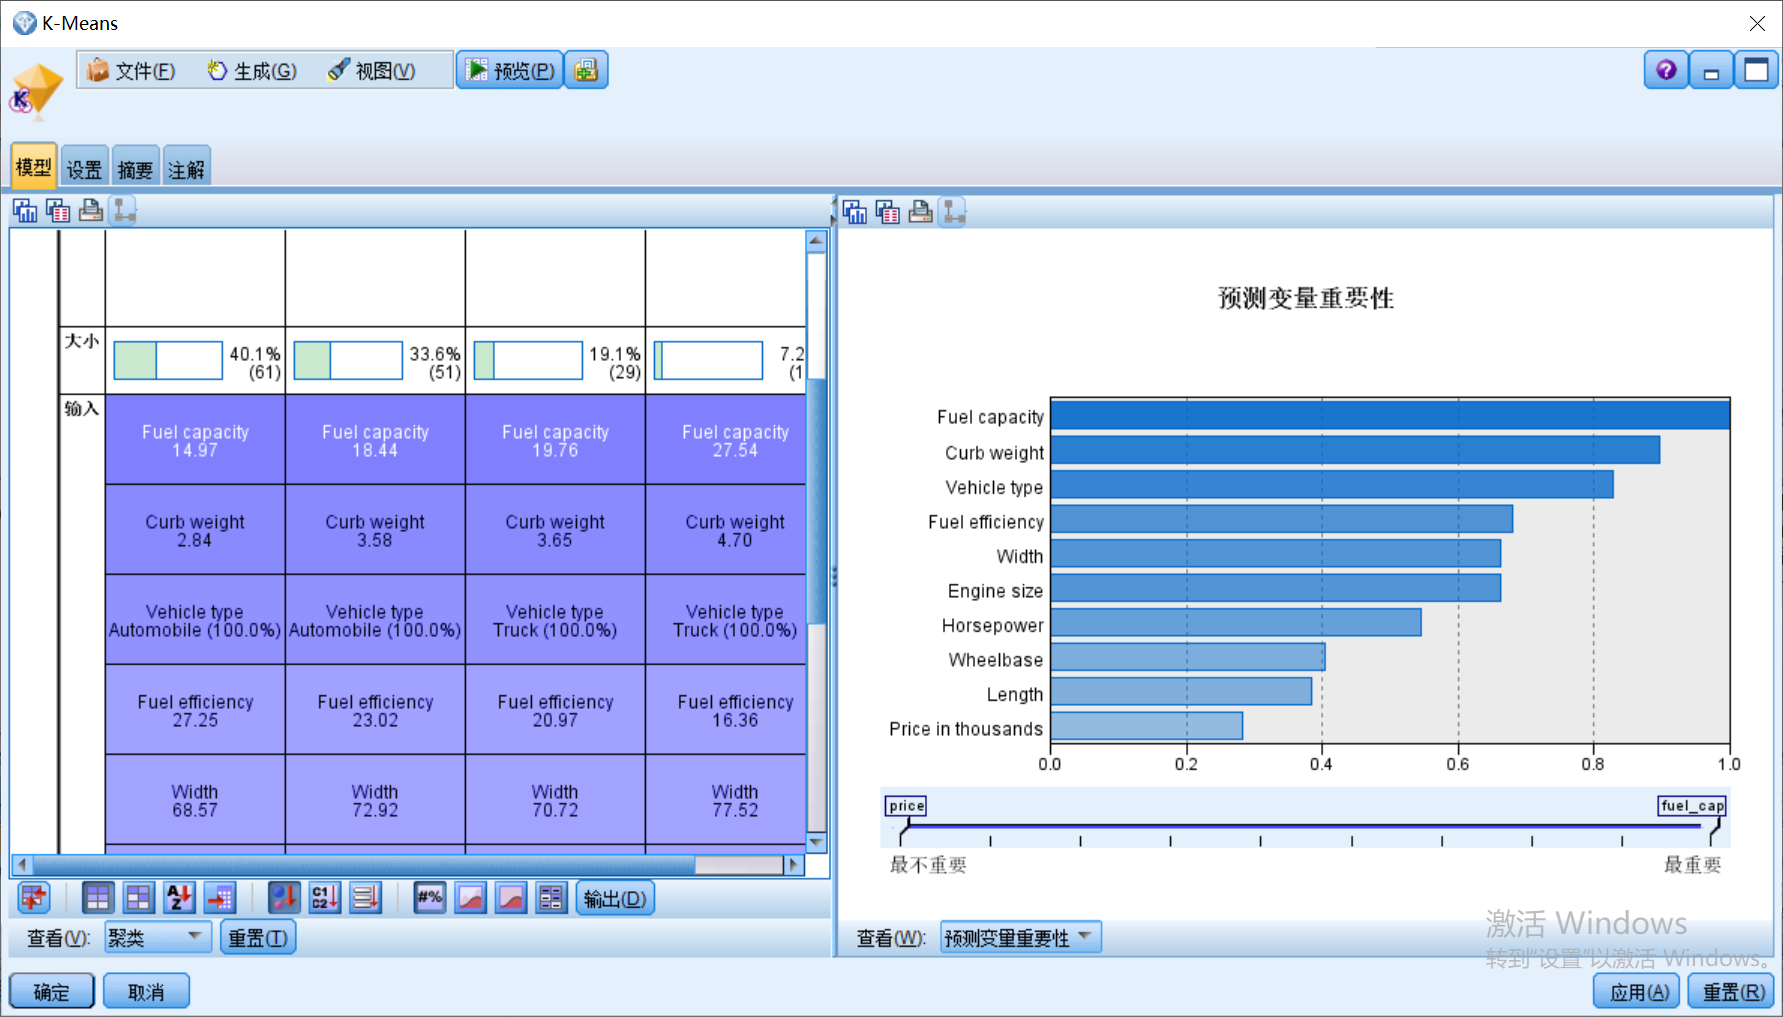 K-Means
文件(F) 生成(G) 视图(V) 预览(P)
模型 设置 摘要 注解
大小
40.1% 33.6% 19.1% 7.2
(61) (51) (29) (1
输入
Fuel capacity Fuel capacity Fuel capacity Fuel capacity
14.97 18.44 19.76 27.54
Curb weight Curb weight Curb weight Curb weight
2.84 3.58 3.65 4.70
Vehicle type Vehicle type Vehicle type Vehicle type
Automobile (100.0%) Automobile (100.0%) Truck (100.0%) Truck (100.0%)
Fuel efficiency Fuel efficiency Fuel efficiency Fuel efficiency
27.25 23.02 20.97 16.36
Width Width Width Width
68.57 72.92 70.72 77.52
输出(D)
查看(V): 聚类 重置(T)
预测变量重要性
Fuel capacity
Curb weight
Vehicle type
Fuel efficiency
Width
Engine size
Horsepower
Wheelbase
Length
Price in thousands
0.0 0.2 0.4 0.6 0.8 1.0
price fuel_cap
最不重要 最重要
查看(W): 预测变量重要性
激活 Windows
转到"设置"以激活 Windows。
确定 取消 应用(A) 重置(R)